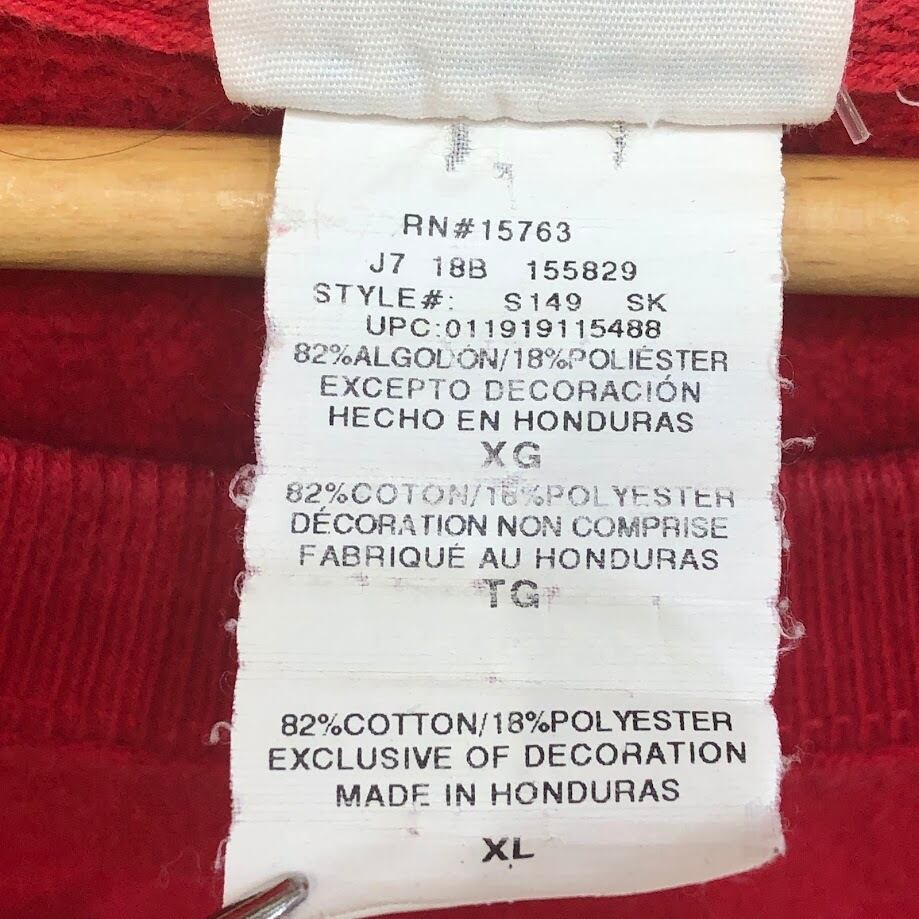 RN#15763
J7 18B 155829
STYLE#: S149 SK
UPC:011919115488
82%ALGODÓN/18%POLIÉSTER
EXCEPTO DECORACIÓN
HECHO EN HONDURAS
XG
82%COTON/18%POLYESTER
DÉCORATION NON COMPRISE
FABRIQUÉ AU HONDURAS
TG
82%COTTON/18%POLYESTER
EXCLUSIVE OF DECORATION
MADE IN HONDURAS
XL